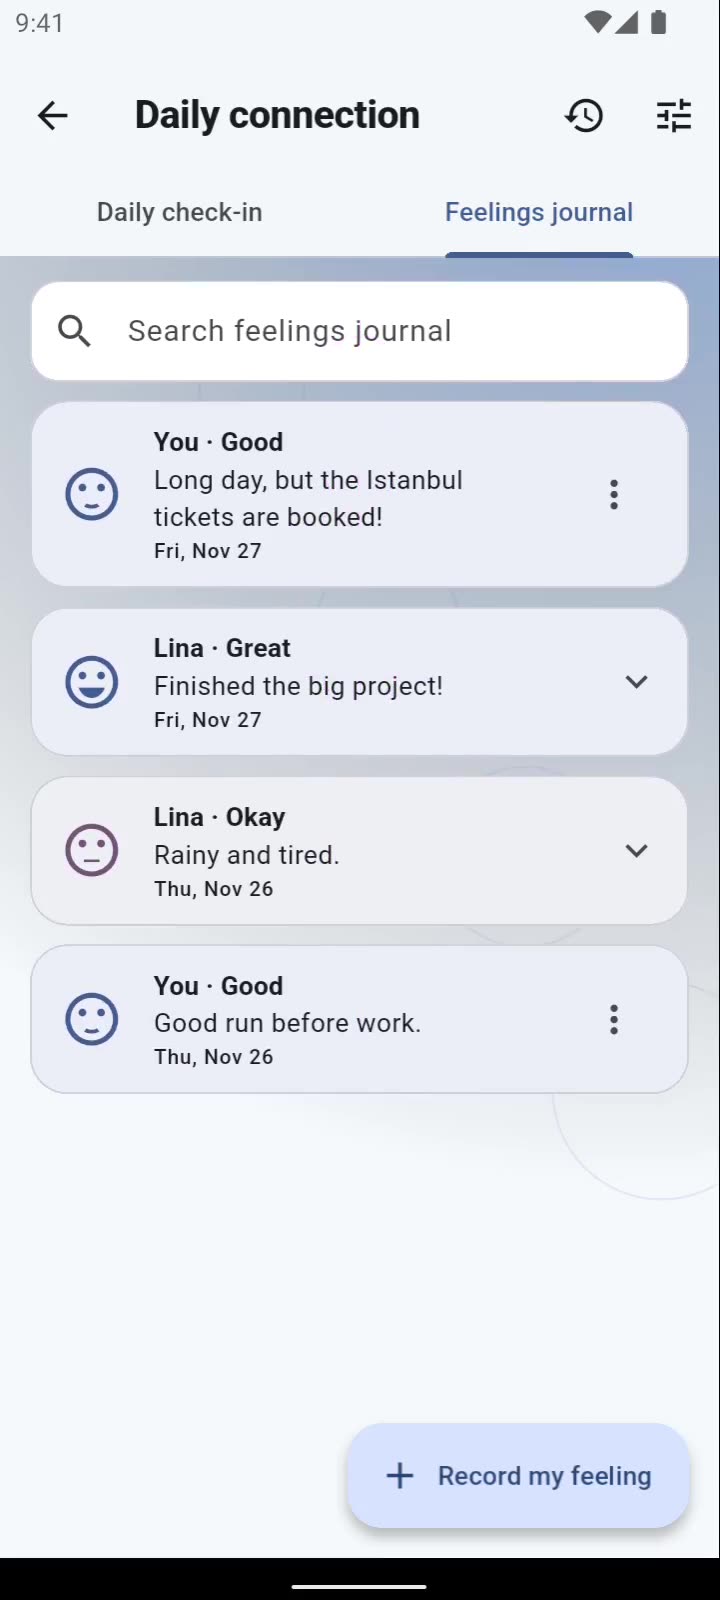 9:41
Daily connection
Daily check-in
Feelings journal
Search feelings journal
You · Good
Long day, but the Istanbul
tickets are booked!
Fri, Nov 27
Lina · Great
Finished the big project!
Fri, Nov 27
Lina · Okay
Rainy and tired.
Thu, Nov 26
You · Good
Good run before work.
Thu, Nov 26
Record my feeling